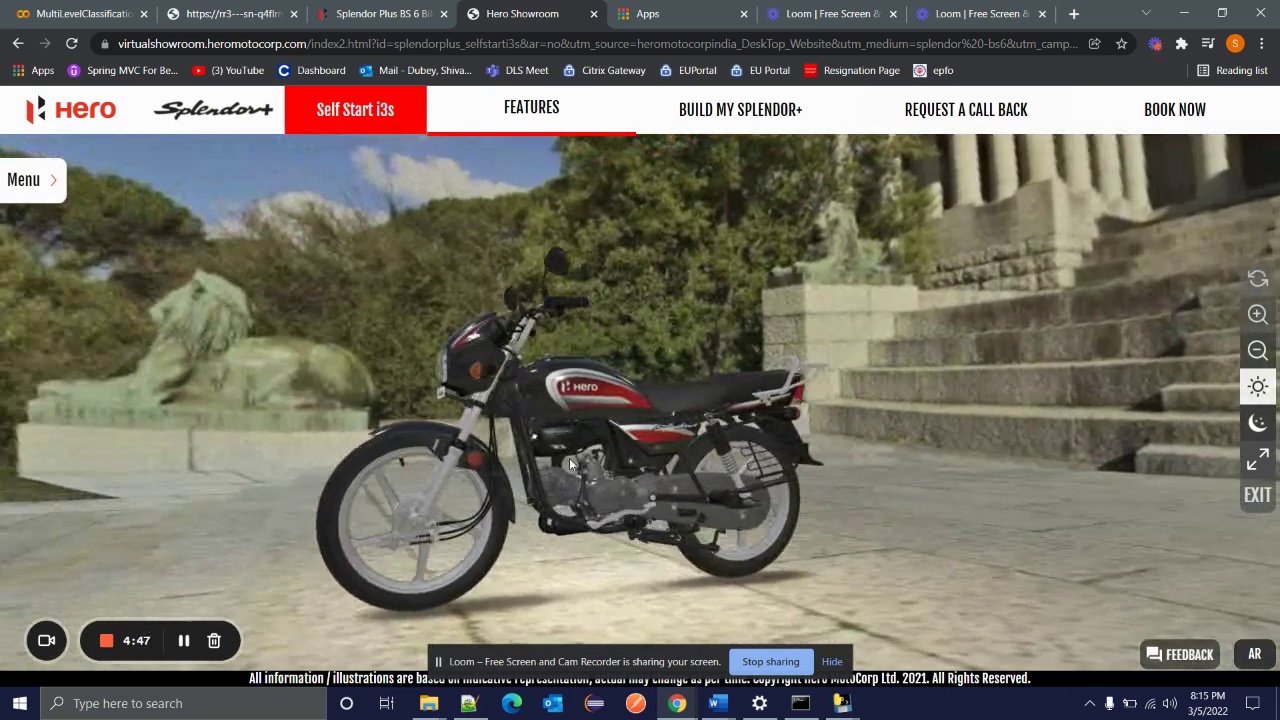 MultiLevelClassificatio
https://rr3---sn-q4flrn
Splendor Plus BS 6 Bi
Hero Showroom
Apps
Loom | Free Screen &
Loom | Free Screen &
virtualshowroom.heromotocorp.com/index2.html?id=splendorplus_selfstarti3s&at=no&utm_source=heromotocorpindia_DeskTop_Website&utm_medium=splendor%20-bs6&utm_camp...
Apps
Spring MVC For Be...
(3) YouTube
Dashboard
Mail - Dubey, Shiva...
DLS Meet
Citrix Gateway
EUPortal
EU Portal
Resignation Page
epfo
Reading list
Hero
Splendor+
Self Start i3s
FEATURES
BUILD MY SPLENDOR+
REQUEST A CALL BACK
BOOK NOW
Menu
Hero
EXIT
4:47
Loom – Free Screen and Cam Recorder is sharing your screen.
Stop sharing
Hide
FEEDBACK
AR
All information / illustrations are based on indicative representation, actual may change as per time. Copyright Hero MotoCorp Ltd. 2021. All Rights Reserved.
Type here to search
8:15 PM
3/5/2022